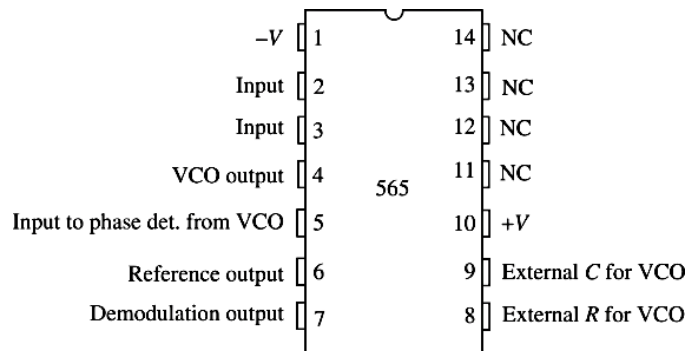 –V 1 14 NC
Input 2 13 NC
Input 3 12 NC
VCO output 4 11 NC
565
Input to phase det. from VCO 5 10 +V
Reference output 6 9 External C for VCO
Demodulation output 7 8 External R for VCO